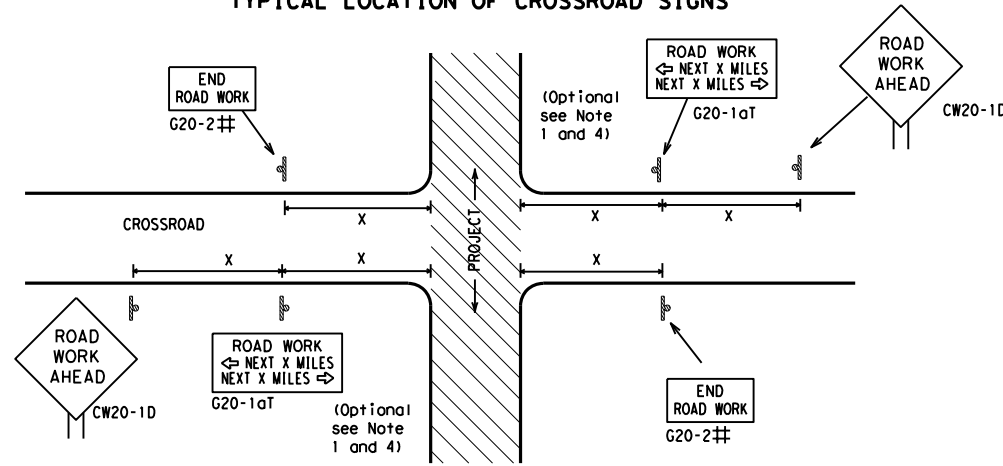 TYPICAL LOCATION OF CROSSROAD SIGNS
END
ROAD WORK
G20-2#
(Optional
see Note
1 and 4)
ROAD WORK
⇦ NEXT X MILES
NEXT X MILES ⇨
G20-1aT
ROAD
WORK
AHEAD
CW20-1D
X
X
X
CROSSROAD
PROJECT
X
X
X
ROAD
WORK
AHEAD
CW20-1D
ROAD WORK
⇦ NEXT X MILES
NEXT X MILES ⇨
G20-1aT
(Optional
see Note
1 and 4)
END
ROAD WORK
G20-2#